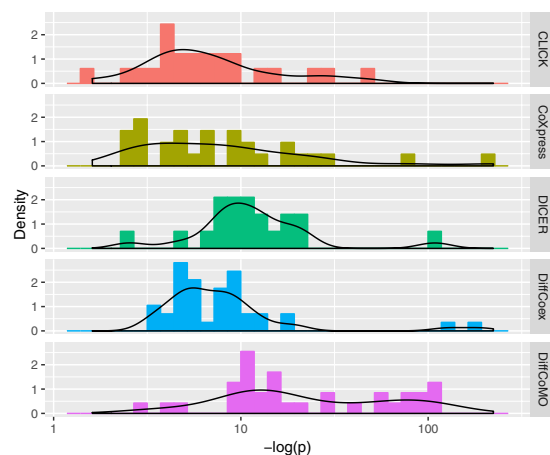 CLICK
2
1
0
CoXpress
2
1
0
DICER
2
1
0
DiffCoex
2
1
0
DiffCoMO
2
1
0
Density
1 10 100
−log(p)